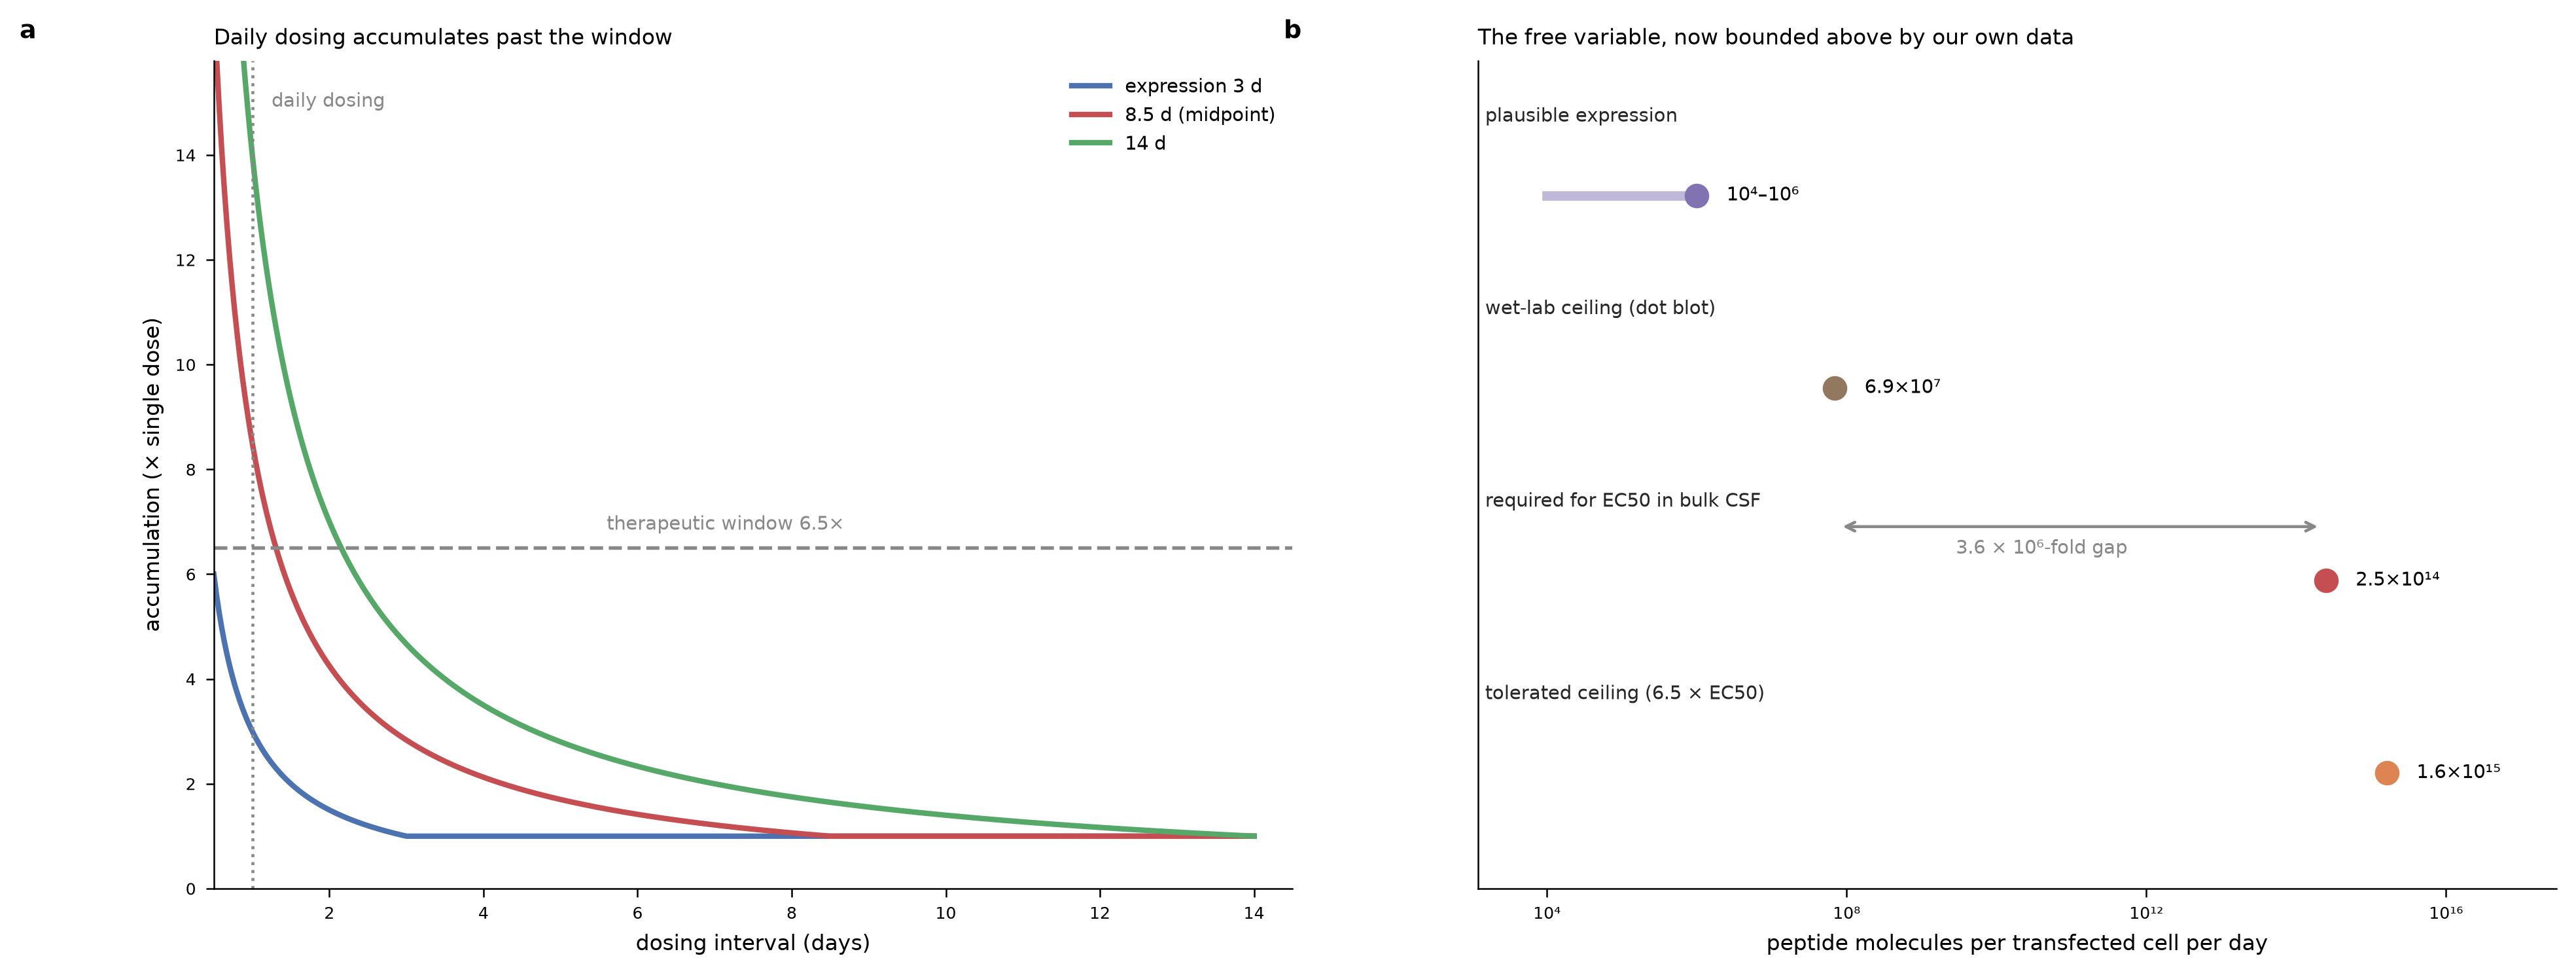 a
Daily dosing accumulates past the window
daily dosing
expression 3 d
8.5 d (midpoint)
14 d
therapeutic window 6.5×
accumulation (× single dose)
14
12
10
8
6
4
2
0
2 4 6 8 10 12 14
dosing interval (days)
b
The free variable, now bounded above by our own data
plausible expression
10⁴–10⁶
wet-lab ceiling (dot blot)
6.9×10⁷
required for EC50 in bulk CSF
3.6 × 10⁶-fold gap
2.5×10¹⁴
tolerated ceiling (6.5 × EC50)
1.6×10¹⁵
10⁴ 10⁸ 10¹² 10¹⁶
peptide molecules per transfected cell per day